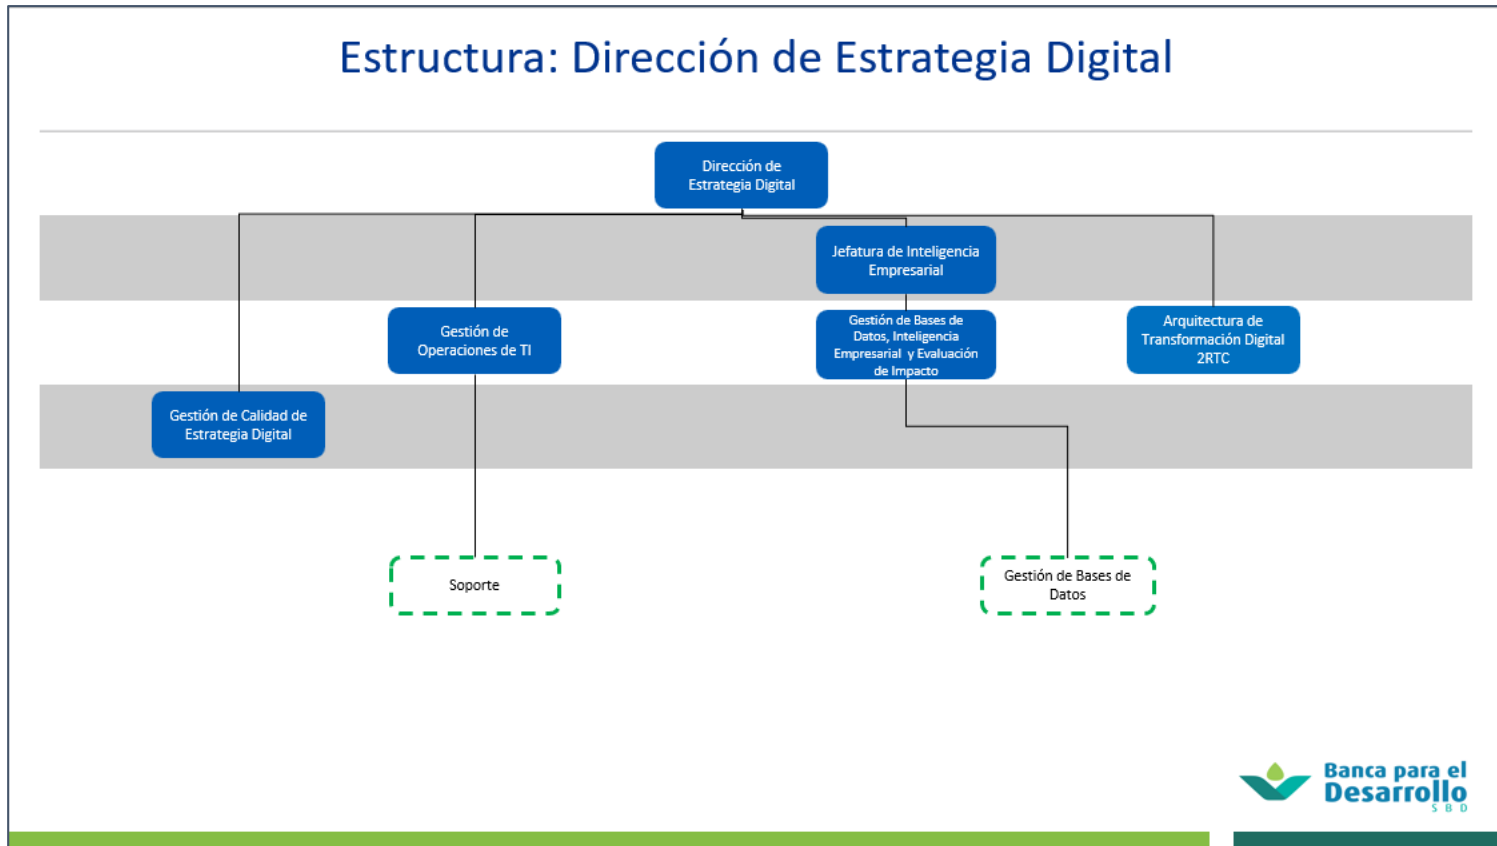 Estructura: Dirección de Estrategia Digital
Dirección de
Estrategia Digital
Jefatura de Inteligencia
Empresarial
Gestión de
Operaciones de TI
Gestión de Bases de
Datos, Inteligencia
Empresarial y Evaluación
de Impacto
Arquitectura de
Transformación Digital
2RTC
Gestión de Calidad de
Estrategia Digital
Soporte
Gestión de Bases de
Datos
Banca para el
Desarrollo
SBD